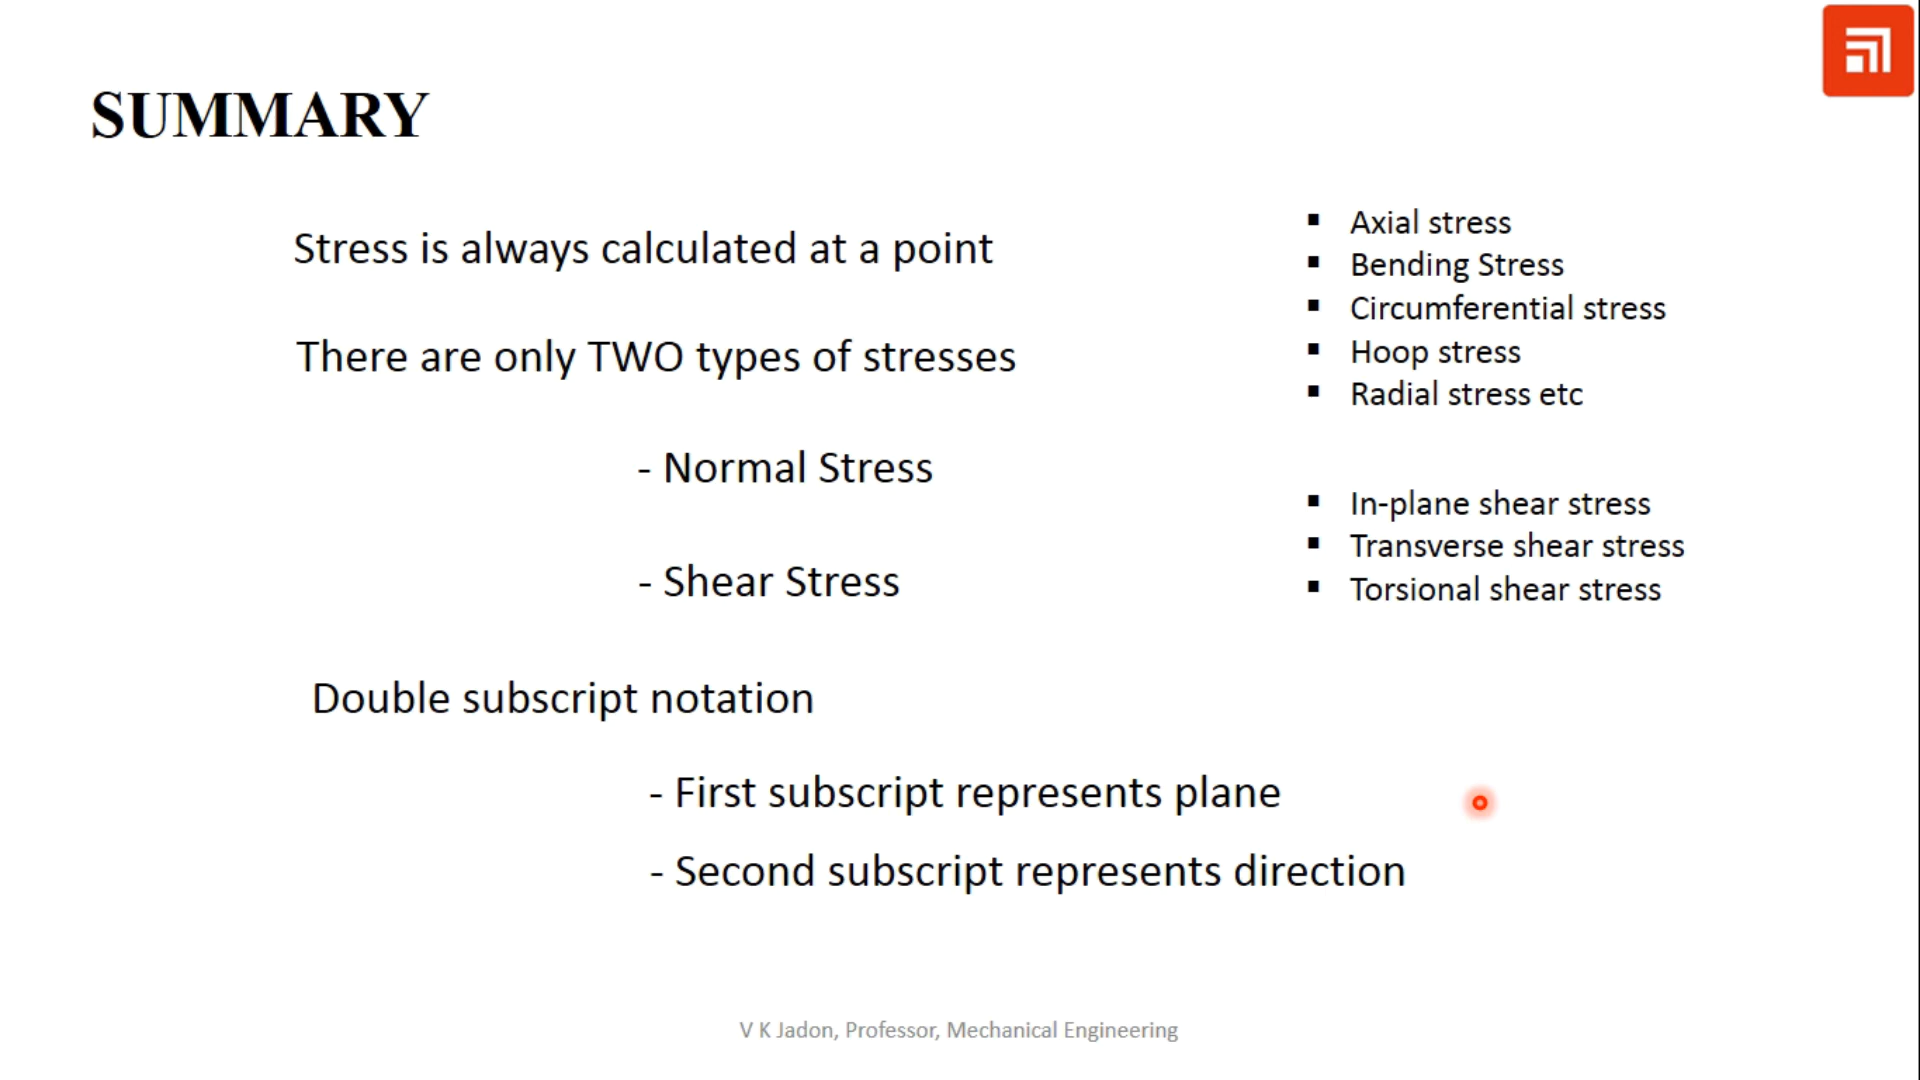 SUMMARY
Stress is always calculated at a point
There are only TWO types of stresses
- Normal Stress
- Shear Stress
▪ Axial stress
▪ Bending Stress
▪ Circumferential stress
▪ Hoop stress
▪ Radial stress etc
▪ In-plane shear stress
▪ Transverse shear stress
▪ Torsional shear stress
Double subscript notation
- First subscript represents plane
- Second subscript represents direction
V K Jadon, Professor, Mechanical Engineering